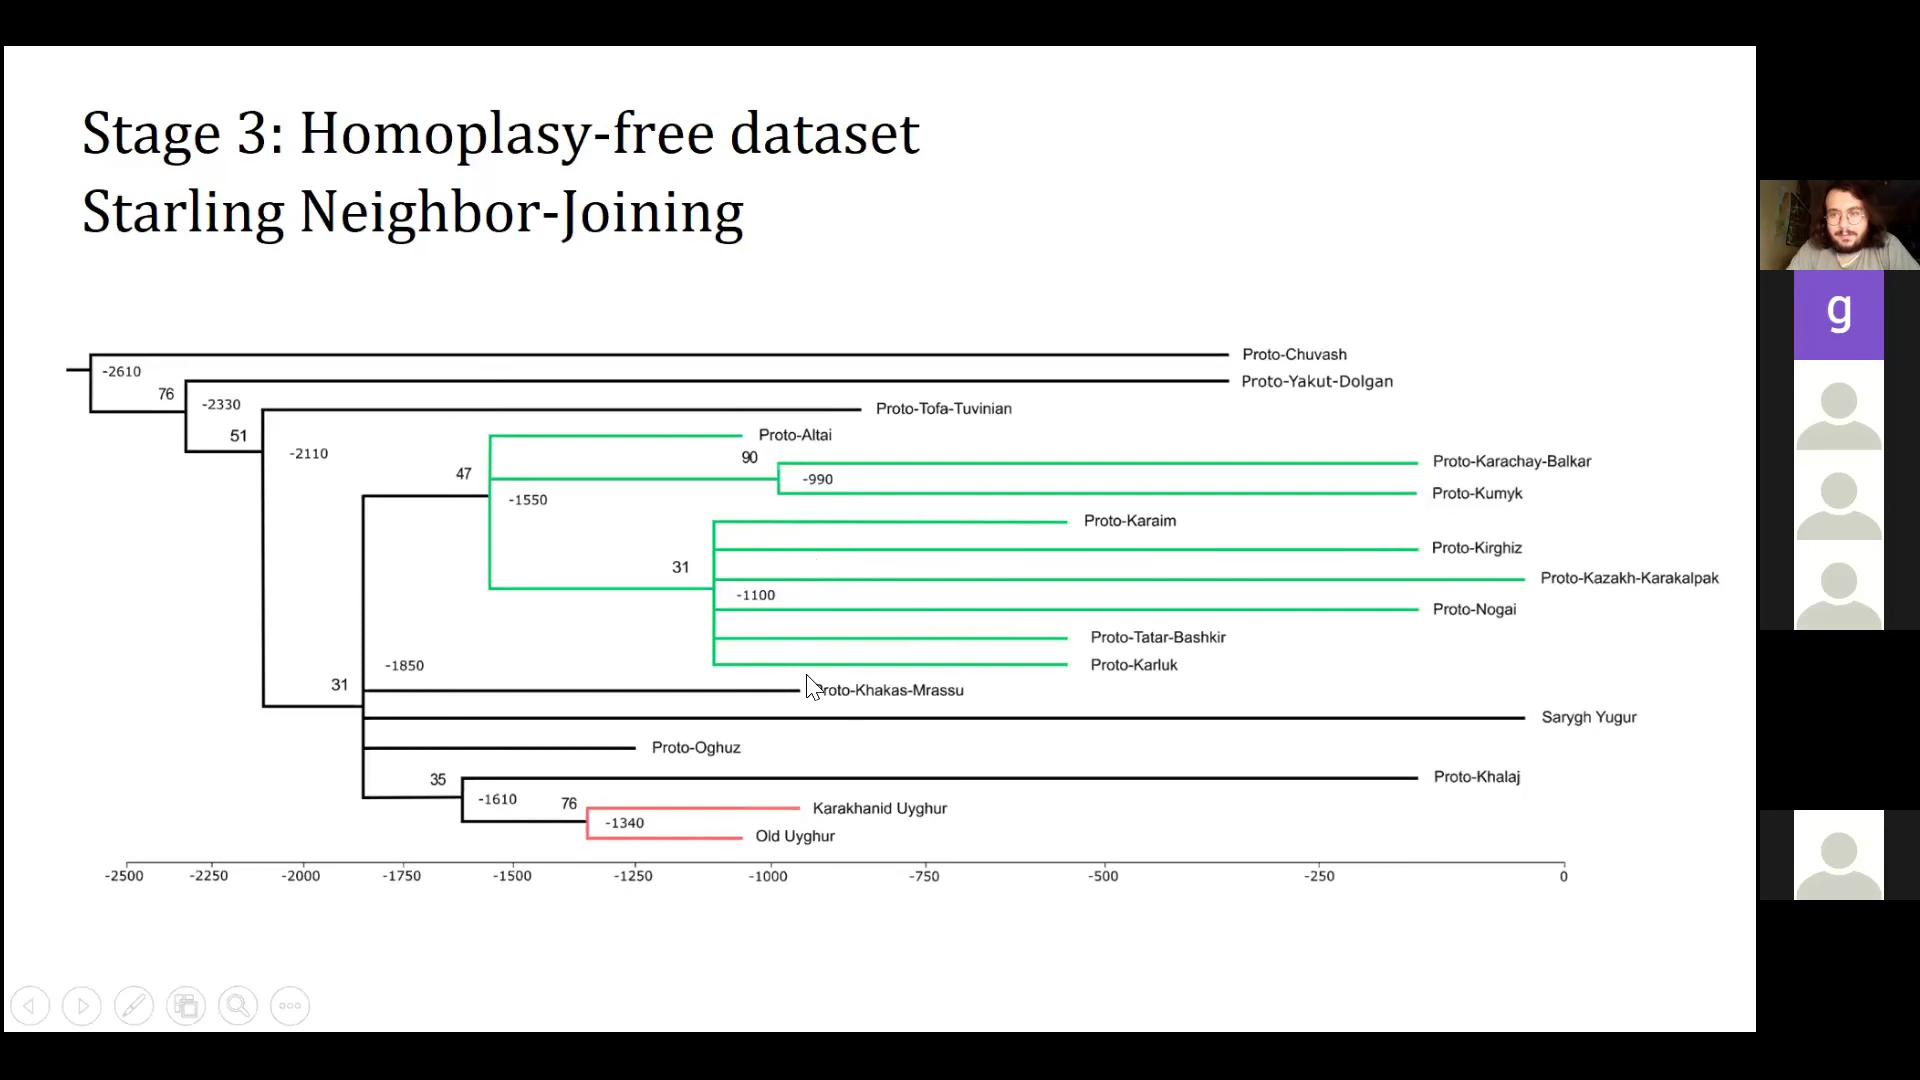 Stage 3: Homoplasy-free dataset
Starling Neighbor-Joining
g
Proto-Chuvash
-2610
Proto-Yakut-Dolgan
76
-2330
Proto-Tofa-Tuvinian
51
Proto-Altai
-2110
90
Proto-Karachay-Balkar
47
-990
Proto-Kumyk
-1550
Proto-Karaim
Proto-Kirghiz
31
Proto-Kazakh-Karakalpak
-1100
Proto-Nogai
Proto-Tatar-Bashkir
-1850
Proto-Karluk
31
Proto-Khakas-Mrassu
Sarygh Yugur
Proto-Oghuz
35
Proto-Khalaj
-1610
76
Karakhanid Uyghur
-1340
Old Uyghur
-2500 -2250 -2000 -1750 -1500 -1250 -1000 -750 -500 -250 0